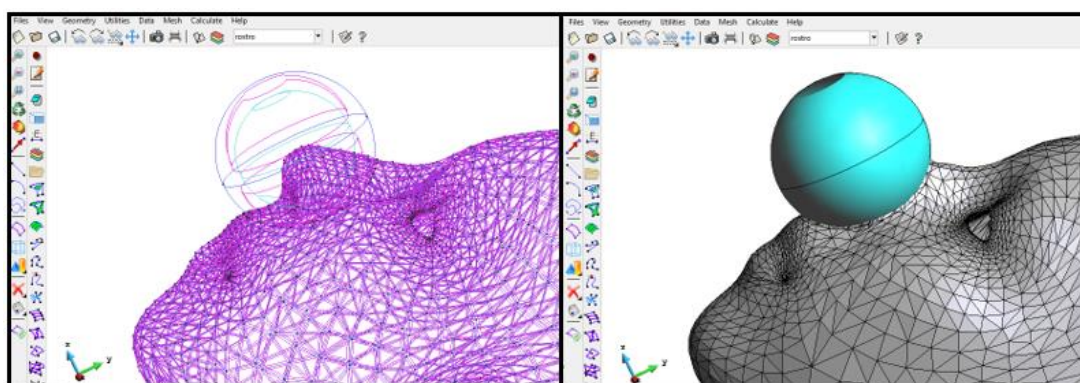 Files View Geometry Utilities Data Mesh Calculate Help
rostro
z
y
Files View Geometry Utilities Data Mesh Calculate Help
rostro
z
y